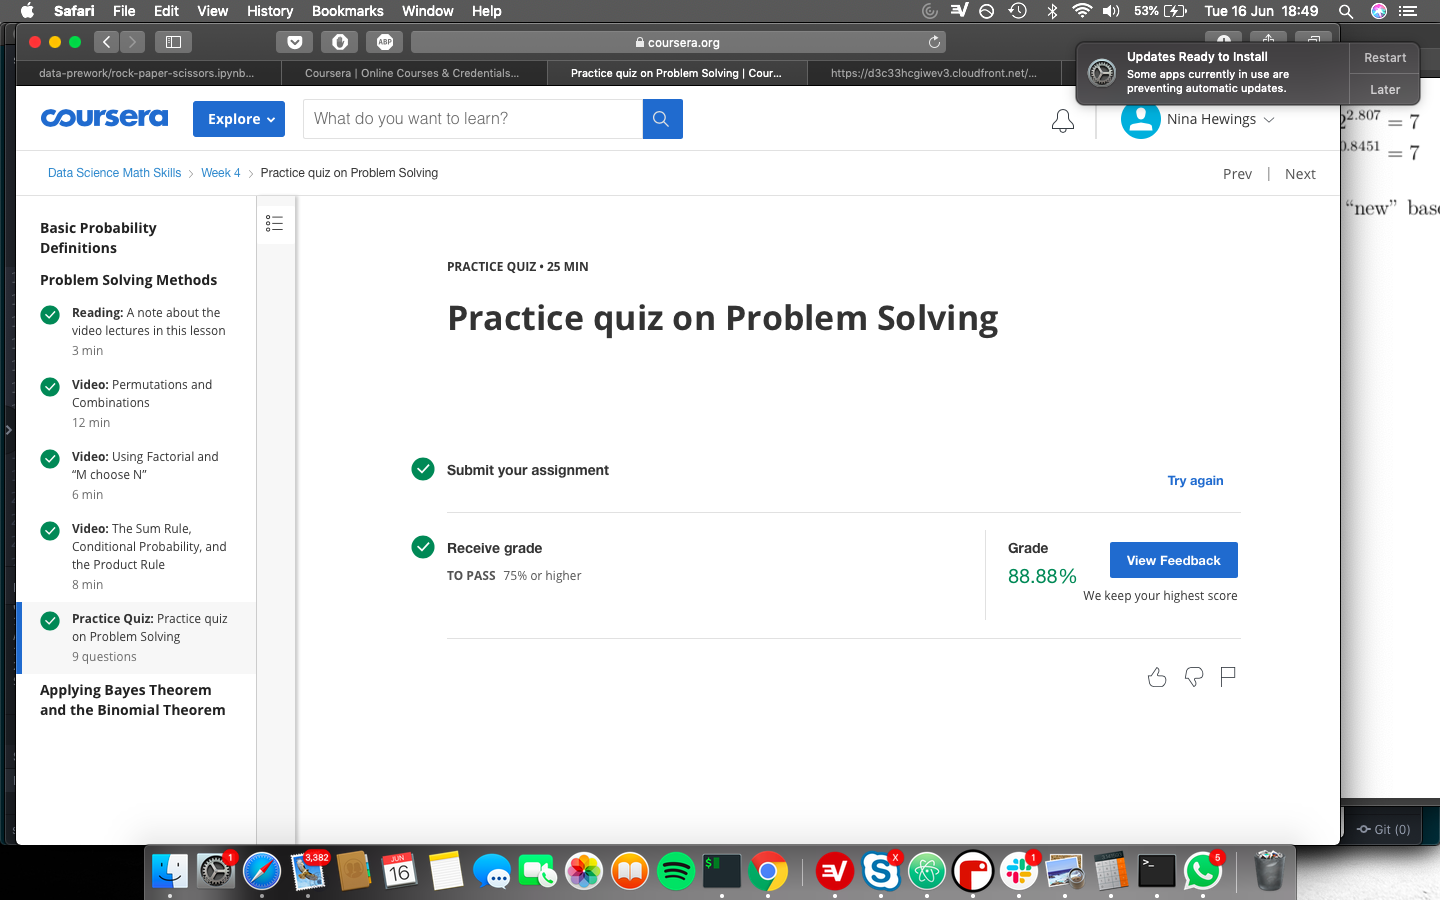 Safari File Edit View History Bookmarks Window Help 53% Tue 16 Jun 18:49
ABP coursera.org
data-prework/rock-paper-scissors.ipynb... Coursera | Online Courses & Credentials... Practice quiz on Problem Solving | Cour... https://d3c33hcgiwev3.cloudfront.net/...
Updates Ready to Install
Some apps currently in use are
preventing automatic updates.
Restart
Later
coursera Explore What do you want to learn? Nina Hewings
2.807 = 7
0.8451 = 7
"new" base
Data Science Math Skills > Week 4 > Practice quiz on Problem Solving Prev | Next
Basic Probability
Definitions
Problem Solving Methods
Reading: A note about the
video lectures in this lesson
3 min
Video: Permutations and
Combinations
12 min
Video: Using Factorial and
“M choose N”
6 min
Video: The Sum Rule,
Conditional Probability, and
the Product Rule
8 min
Practice Quiz: Practice quiz
on Problem Solving
9 questions
Applying Bayes Theorem
and the Binomial Theorem
PRACTICE QUIZ • 25 MIN
Practice quiz on Problem Solving
Submit your assignment
Try again
Receive grade
TO PASS 75% or higher
Grade
88.88%
View Feedback
We keep your highest score
Git (0)
1 3,382 JUN 16 $ X 1 >_ 5